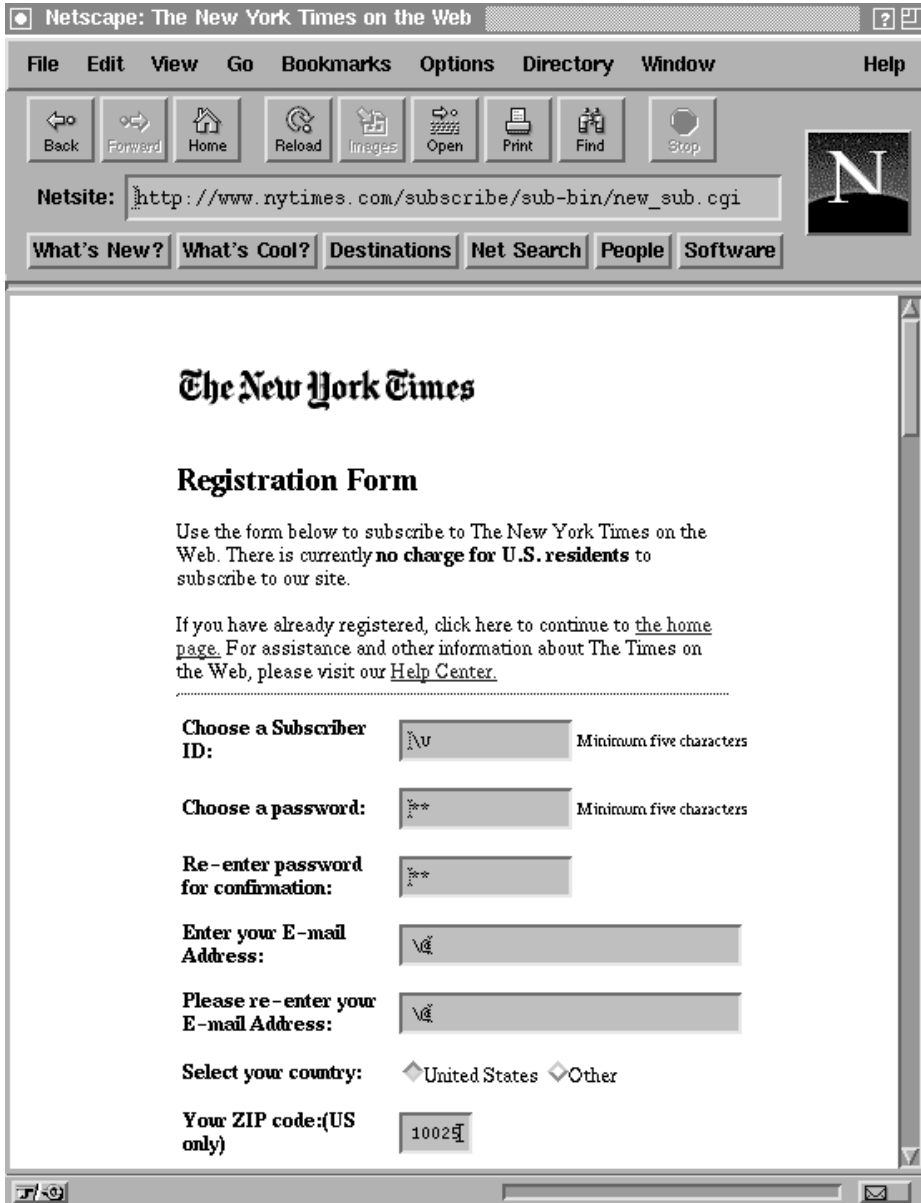 Netscape: The New York Times on the Web
File Edit View Go Bookmarks Options Directory Window Help
Back Forward Home Reload Images Open Print Find Stop
N
Netsite: http://www.nytimes.com/subscribe/sub-bin/new_sub.cgi
What's New? What's Cool? Destinations Net Search People Software
The New York Times
Registration Form
Use the form below to subscribe to The New York Times on the
Web. There is currently no charge for U.S. residents to
subscribe to our site.
If you have already registered, click here to continue to the home
page. For assistance and other information about The Times on
the Web, please visit our Help Center.
Choose a Subscriber
ID: \v Minimum five characters
Choose a password: ** Minimum five characters
Re-enter password
for confirmation: **
Enter your E-mail
Address: \@
Please re-enter your
E-mail Address: \@
Select your country: United States Other
Your ZIP code:(US
only) 10025